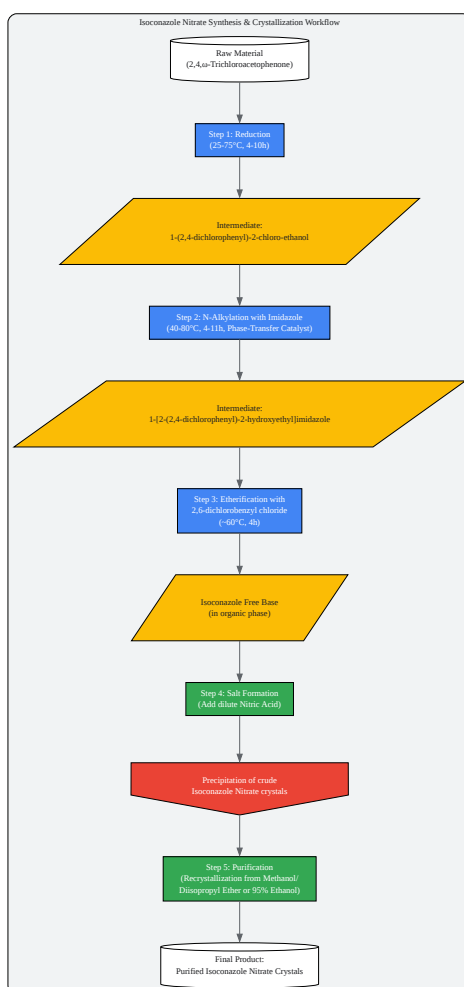 Isoconazole Nitrate Synthesis & Crystallization Workflow
Raw Material
(2,4,ω-Trichloroacetophenone)
Step 1: Reduction
(25-75°C, 4-10h)
Intermediate:
1-(2,4-dichlorophenyl)-2-chloro-ethanol
Step 2: N-Alkylation with Imidazole
(40-80°C, 4-11h, Phase-Transfer Catalyst)
Intermediate:
1-[2-(2,4-dichlorophenyl)-2-hydroxyethyl]imidazole
Step 3: Etherification with
2,6-dichlorobenzyl chloride
(~60°C, 4h)
Isoconazole Free Base
(in organic phase)
Step 4: Salt Formation
(Add dilute Nitric Acid)
Precipitation of crude
Isoconazole Nitrate crystals
Step 5: Purification
(Recrystallization from Methanol/
Diisopropyl Ether or 95% Ethanol)
Final Product:
Purified Isoconazole Nitrate Crystals